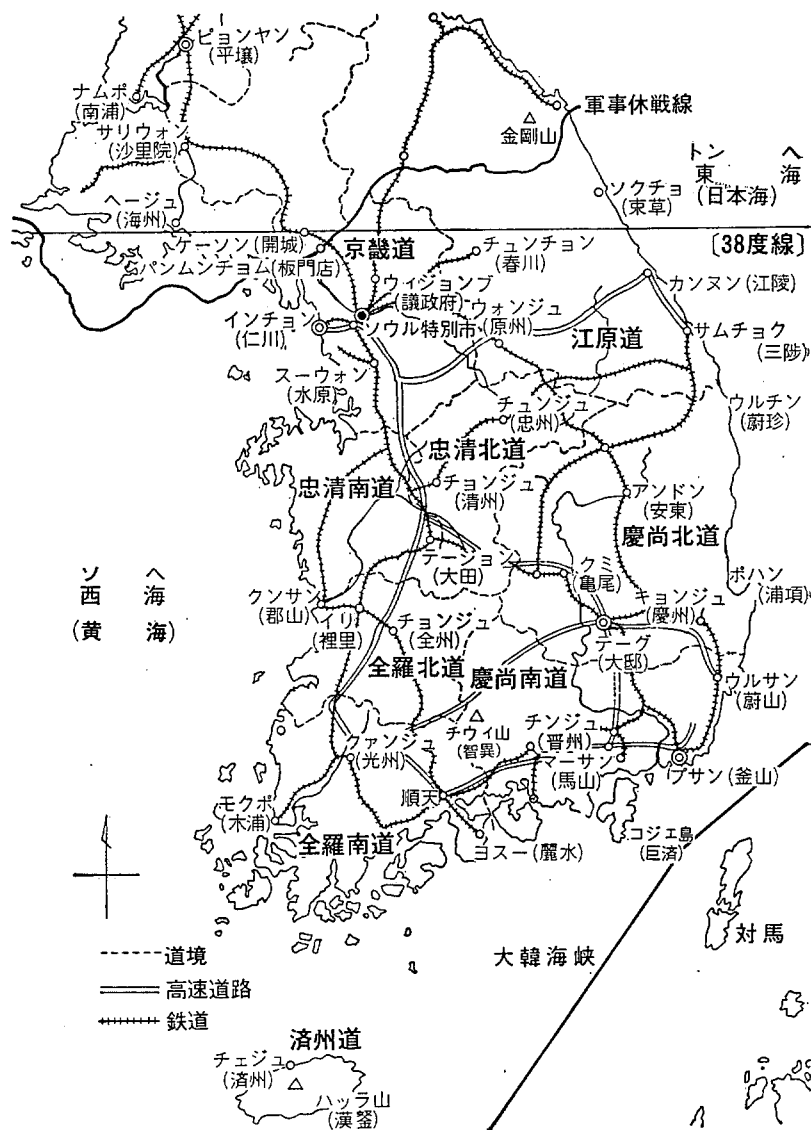 ピョンヤン
(平壌)
ナムポ
(南浦)
サリウォン
(沙里院)
軍事休戦線
金剛山
トン ヘ
東 海
(日本海)
ソクチョ
(束草)
ヘージュ
(海州)
ケーソン(開城)
パンムンチョム(板門店)
京畿道
チュンチョン
(春川)
〔38度線〕
カンヌン(江陵)
ウィジョンブ
(議政府)
ウォンジュ
(原州)
インチョン
(仁川)
ソウル特別市
江原道
サムチョク
(三陟)
スーウォン
(水原)
チュンジュ
(忠州)
ウルチン
(蔚珍)
忠清北道
忠清南道
チョンジュ
(清州)
アンドン
(安東)
慶尚北道
テージョン
(大田)
クミ
(亀尾)
ポハン
(浦項)
ソ ヘ
西 海
(黄 海)
クンサン
(郡山)
イリ
(裡里)
チョンジュ
(全州)
キョンジュ
(慶州)
テーグ
(大邸)
全羅北道
慶尚南道
ウルサン
(蔚山)
チウィ山
(智異)
チンジュ
(晋州)
クァンジュ
(光州)
マーサン
(馬山)
プサン(釜山)
モクポ
(木浦)
順天
全羅南道
ヨスー(麗水)
コジェ島
(巨済)
対馬
大韓海峡
道境
高速道路
鉄道
済州道
チェジュ
(済州)
ハッラ山
(漢拏)